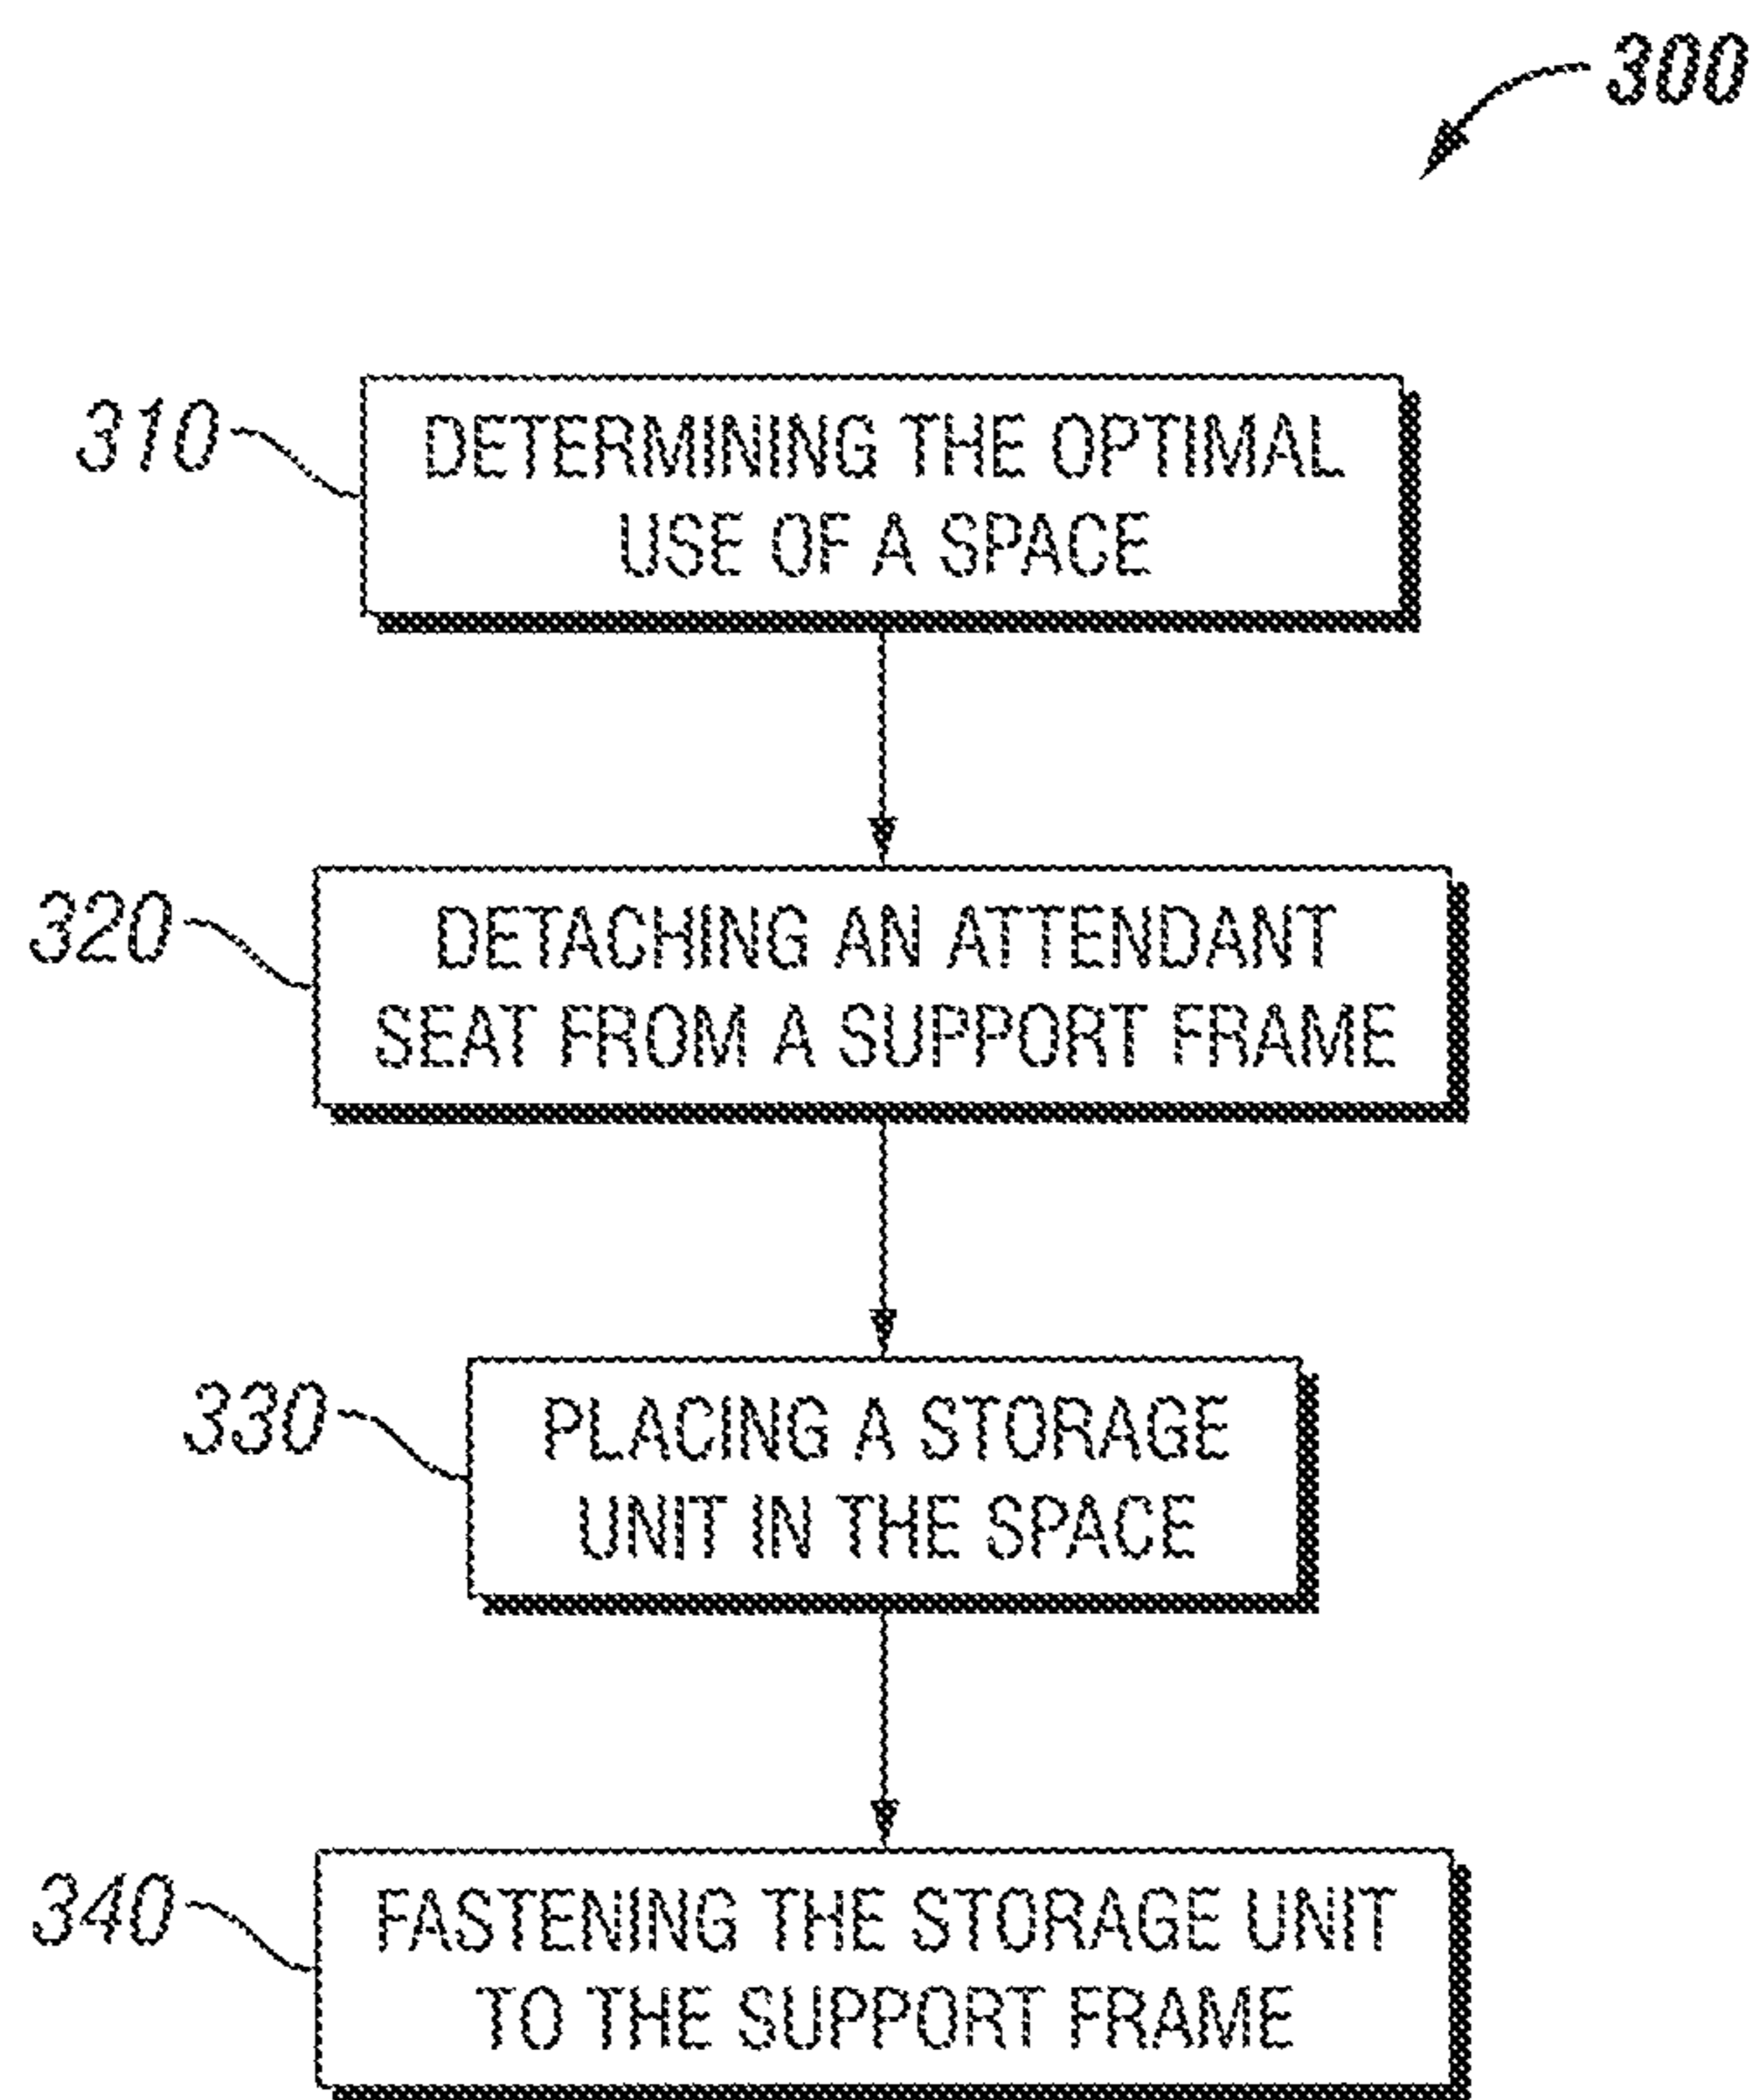 300
310
DETERMINING THE OPTIMAL
USE OF A SPACE
320
DETACHING AN ATTENDANT
SEAT FROM A SUPPORT FRAME
330
PLACING A STORAGE
UNIT IN THE SPACE
340
FASTENING THE STORAGE UNIT
TO THE SUPPORT FRAME